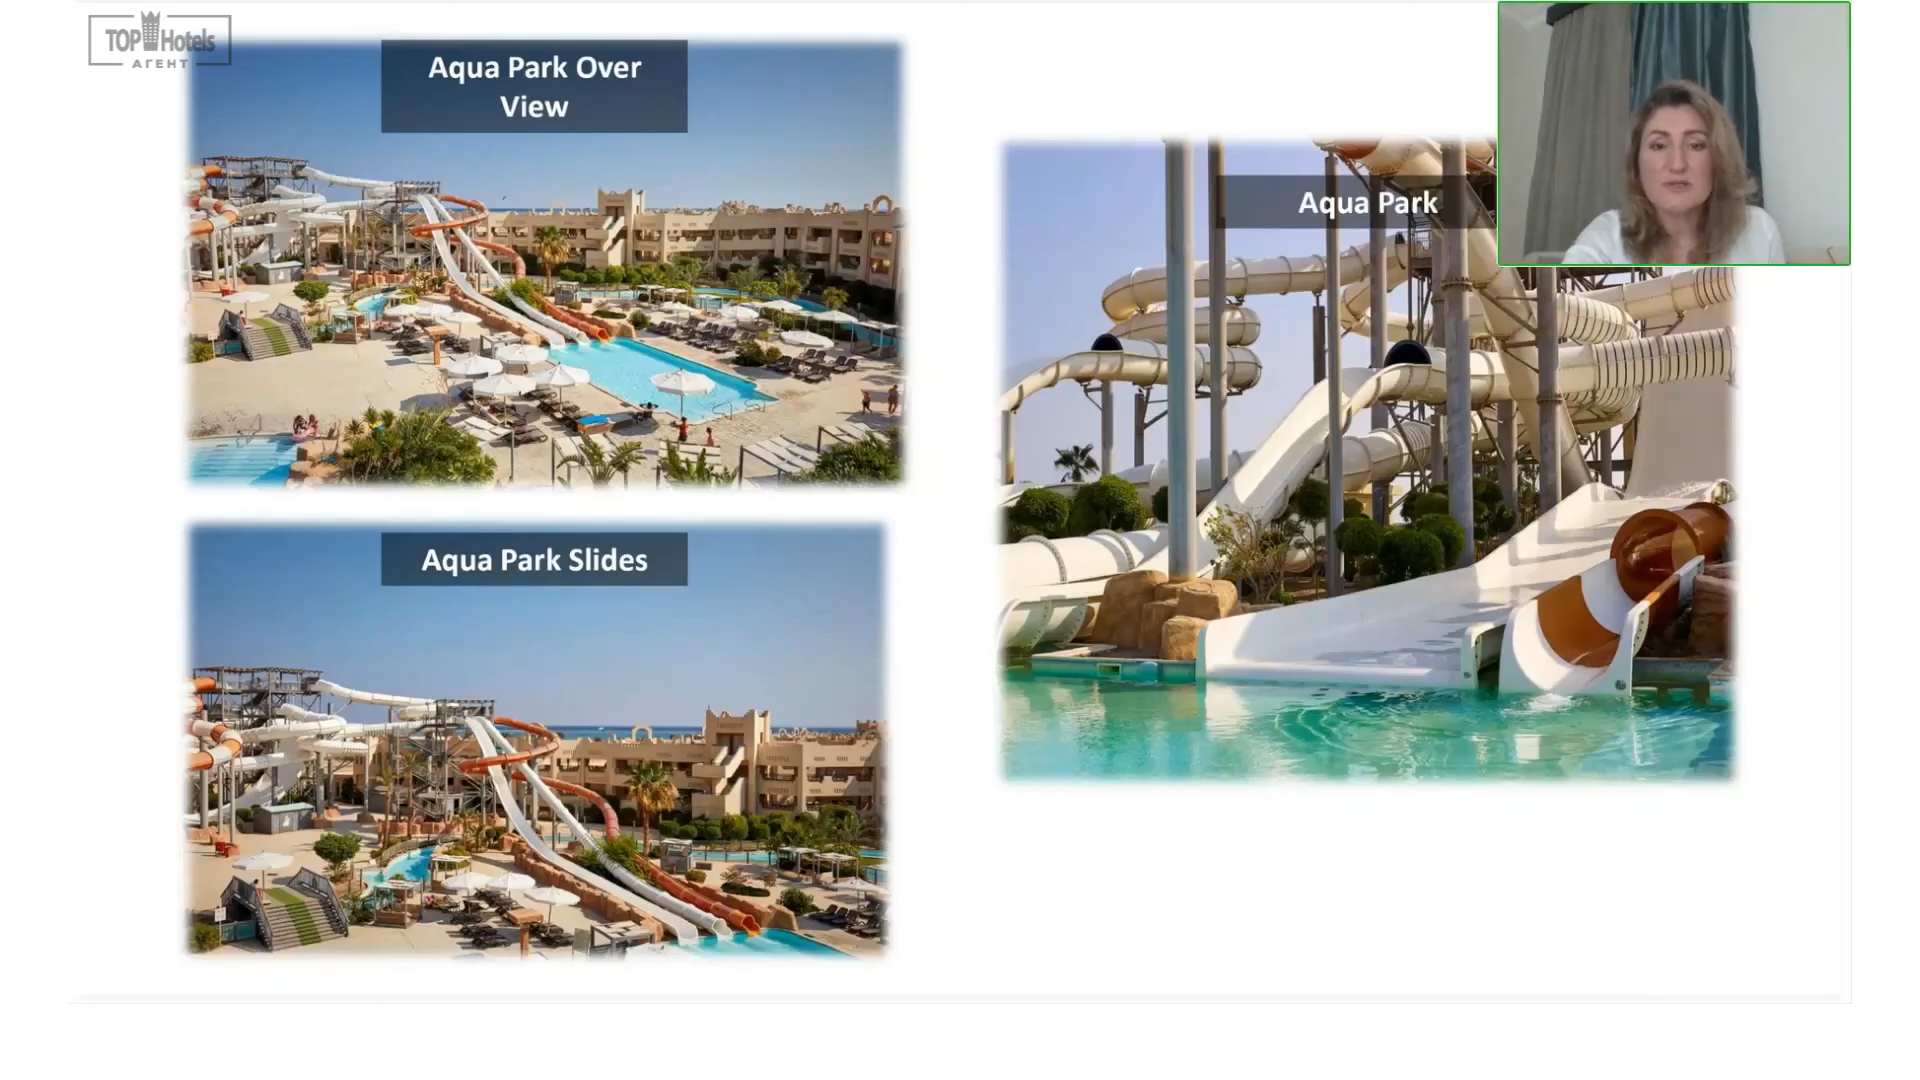 TOP Hotels
АГЕНТ
Aqua Park Over
View
Aqua Park
Aqua Park Slides